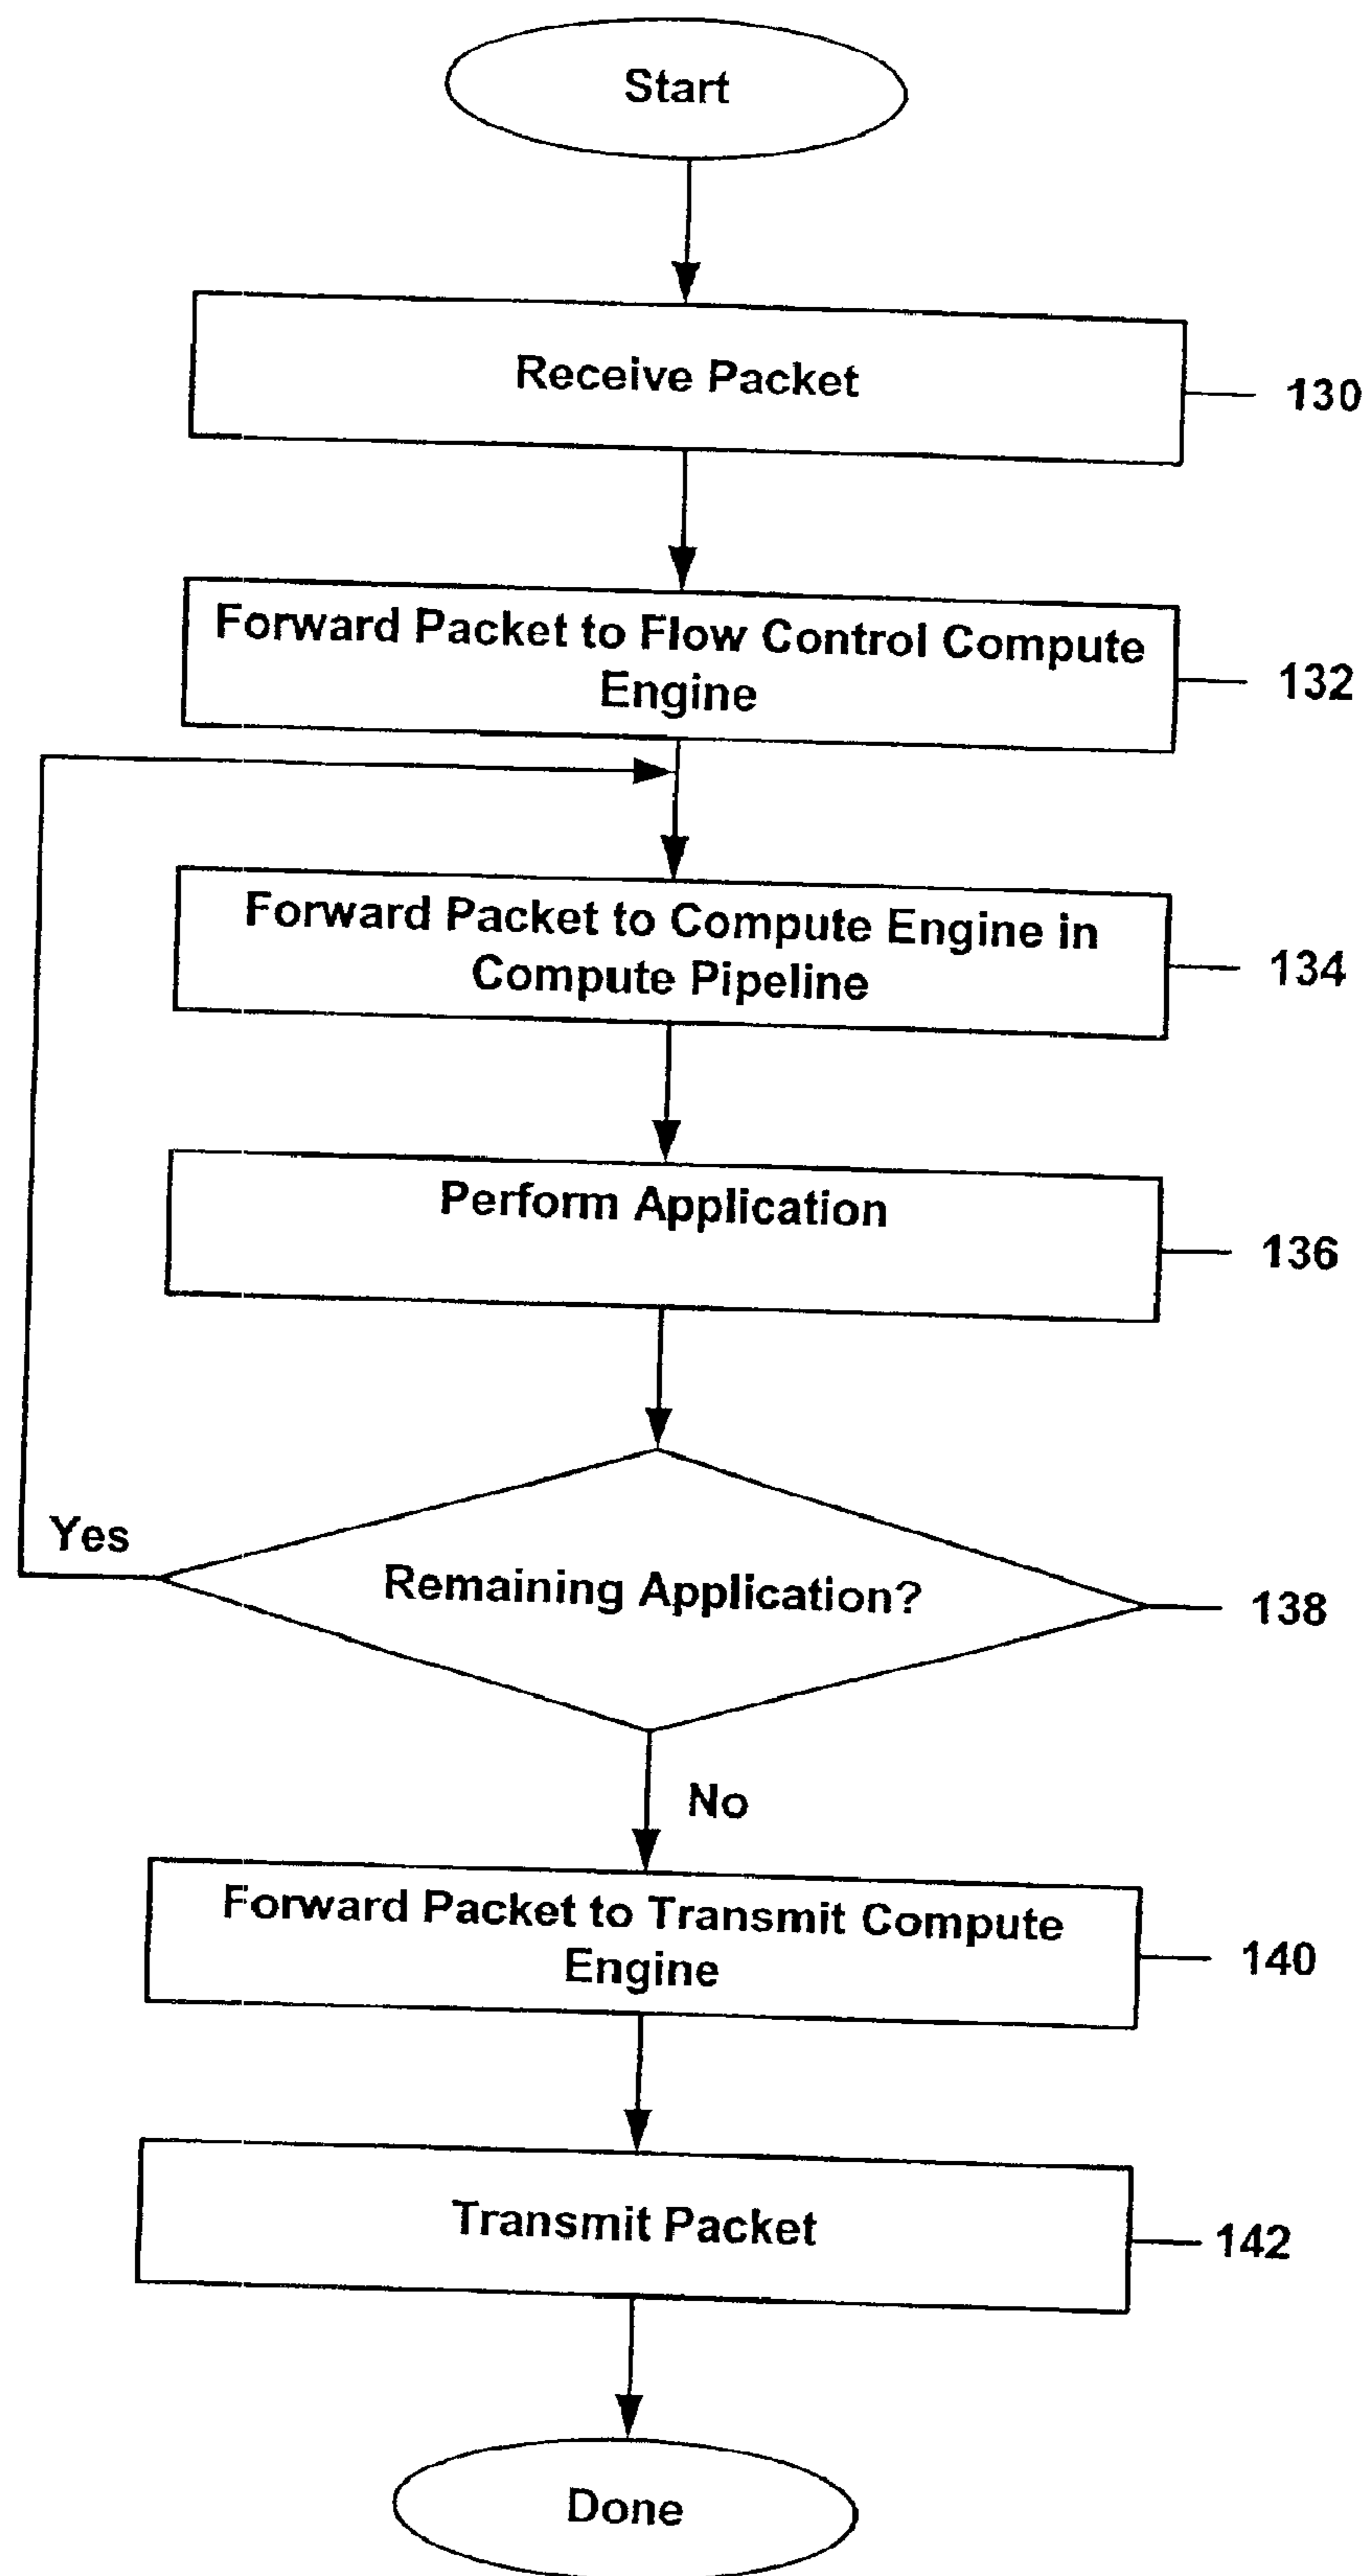 Start
Receive Packet
130
Forward Packet to Flow Control Compute
Engine
132
Forward Packet to Compute Engine in
Compute Pipeline
134
Perform Application
136
Yes
Remaining Application?
138
No
Forward Packet to Transmit Compute
Engine
140
Transmit Packet
142
Done